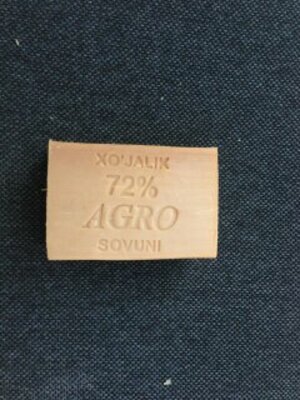 XO'JALIK
72%
AGRO
SOVUNI